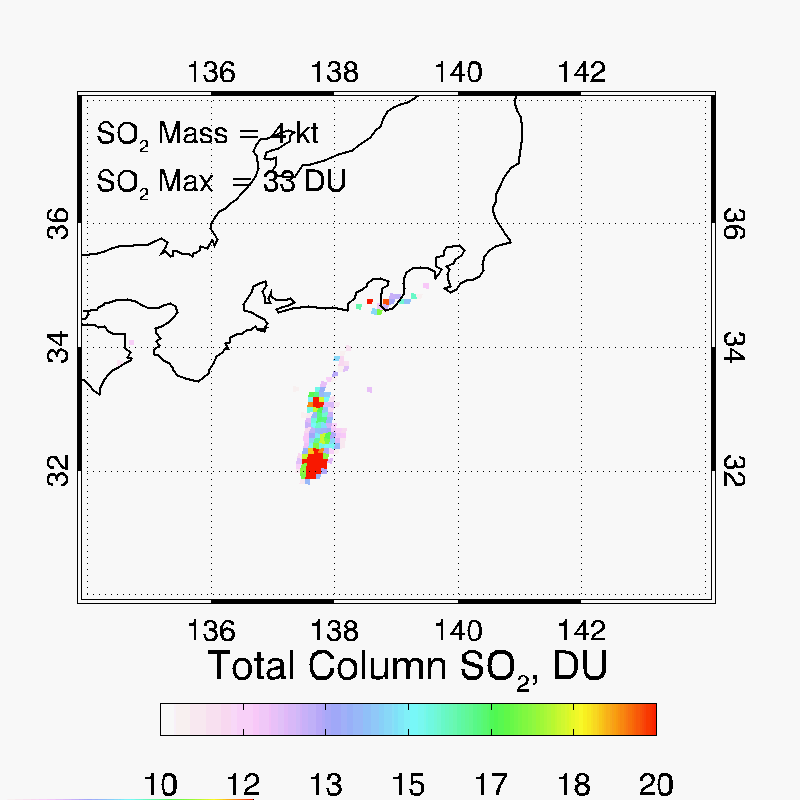 136 138 140 142
SO2 Mass = 4 kt
SO2 Max = 33 DU
36 36
34 34
32 32
136 138 140 142
Total Column SO2, DU
10 12 13 15 17 18 20